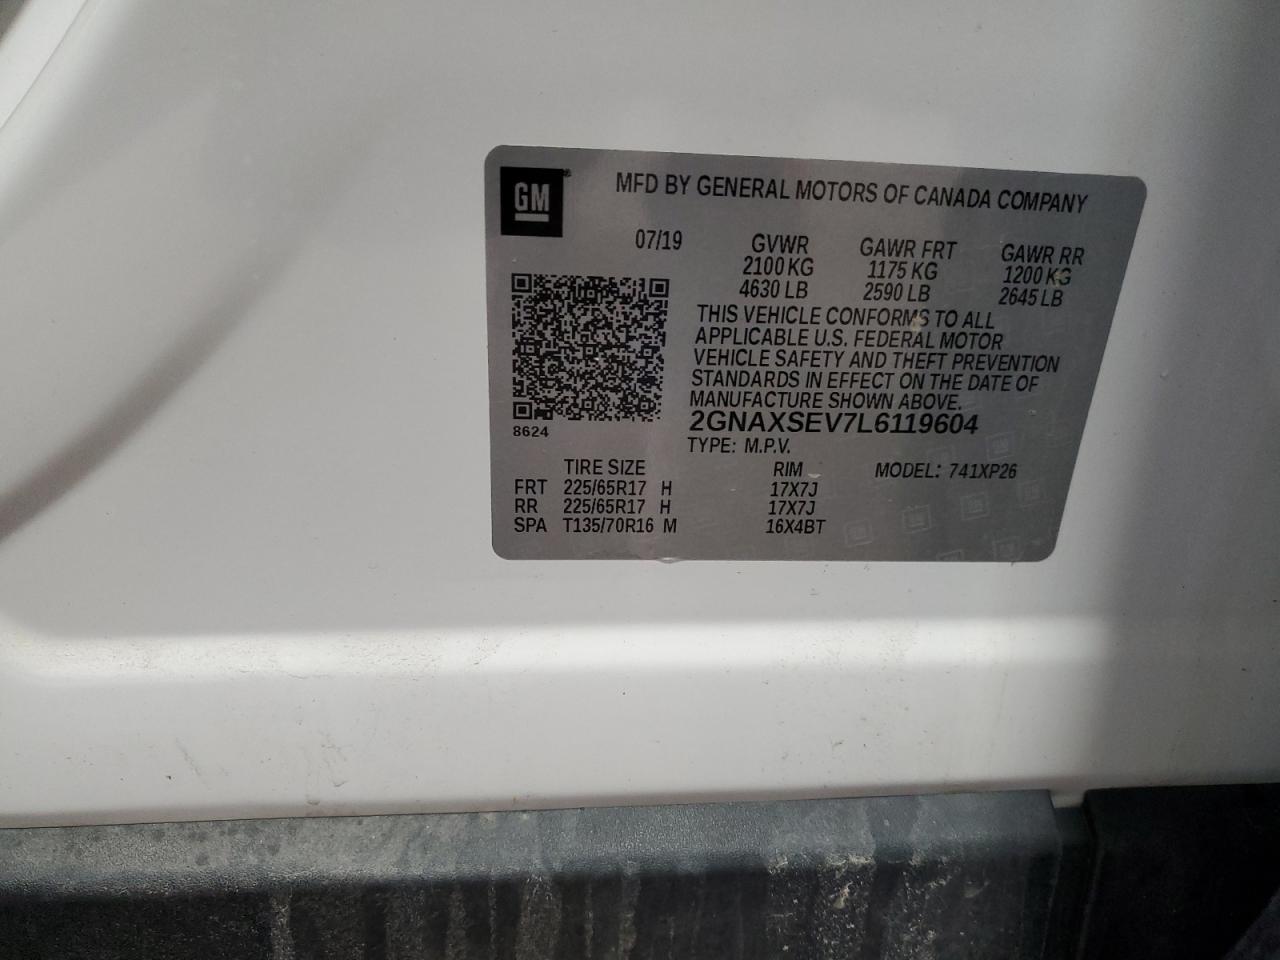 GM®
MFD BY GENERAL MOTORS OF CANADA COMPANY
07/19 GVWR GAWR FRT GAWR RR
2100 KG 1175 KG 1200 KG
4630 LB 2590 LB 2645 LB
THIS VEHICLE CONFORMS TO ALL
APPLICABLE U.S. FEDERAL MOTOR
VEHICLE SAFETY AND THEFT PREVENTION
STANDARDS IN EFFECT ON THE DATE OF
MANUFACTURE SHOWN ABOVE.
2GNAXSEV7L6119604
8624
TYPE: M.P.V.
TIRE SIZE RIM MODEL: 741XP26
FRT 225/65R17 H 17X7J
RR 225/65R17 H 17X7J
SPA T135/70R16 M 16X4BT